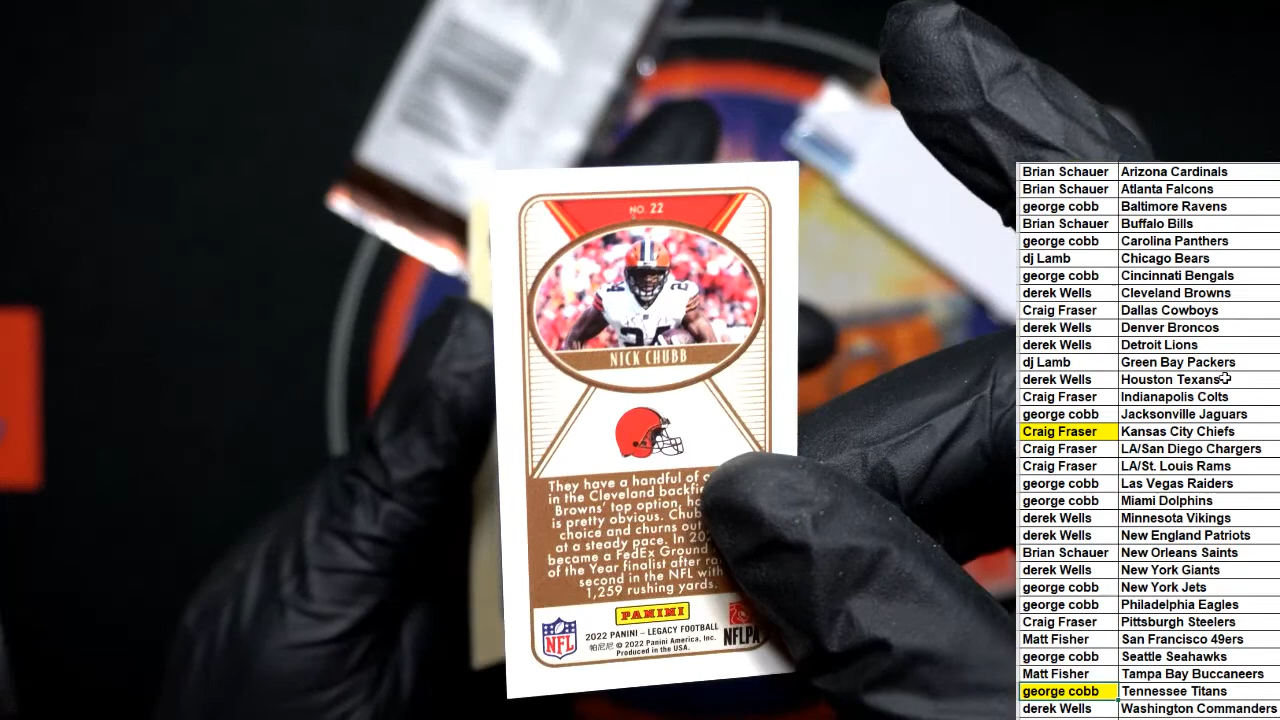 NO. 22
24
NICK CHUBB
They have a handful of
in the Cleveland
Browns' top option,
is pretty obvious.
choice and churns out
at a steady pace. In
became a FedEx Ground
of the Year finalist after
second in the NFL with
1,259 rushing yards.
PANINI
NFL
2022 PANINI – LEGACY FOOTBALL
帕尼尼 © 2022 Panini America, Inc.
Produced in the USA.
NFLPA
Brian Schauer Arizona Cardinals
Brian Schauer Atlanta Falcons
george cobb Baltimore Ravens
Brian Schauer Buffalo Bills
george cobb Carolina Panthers
dj Lamb Chicago Bears
george cobb Cincinnati Bengals
derek Wells Cleveland Browns
Craig Fraser Dallas Cowboys
derek Wells Denver Broncos
derek Wells Detroit Lions
dj Lamb Green Bay Packers
derek Wells Houston Texans
Craig Fraser Indianapolis Colts
george cobb Jacksonville Jaguars
Craig Fraser Kansas City Chiefs
Craig Fraser LA/San Diego Chargers
Craig Fraser LA/St. Louis Rams
george cobb Las Vegas Raiders
george cobb Miami Dolphins
derek Wells Minnesota Vikings
derek Wells New England Patriots
Brian Schauer New Orleans Saints
derek Wells New York Giants
george cobb New York Jets
george cobb Philadelphia Eagles
Craig Fraser Pittsburgh Steelers
Matt Fisher San Francisco 49ers
george cobb Seattle Seahawks
Matt Fisher Tampa Bay Buccaneers
george cobb Tennessee Titans
derek Wells Washington Commanders